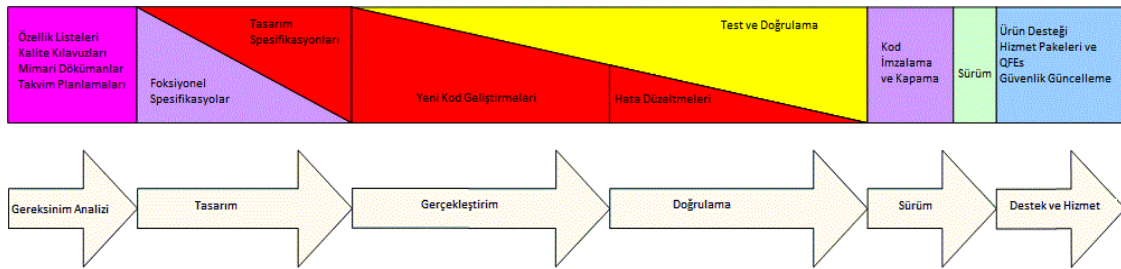 Özellik Listeleri
Kalite Kılavuzları
Mimari Dökümanlar
Takvim Planlamaları
Foksiyonel
Spesifikasyolar
Tasarım
Spesifikasyonları
Yeni Kod Geliştirmeleri
Hata Düzeltmeleri
Test ve Doğrulama
Kod
İmzalama
ve Kapama
Sürüm
Ürün Desteği
Hizmet Pakeleri ve
QFEs
Güvenlik Güncelleme
Gereksinim Analizi
Tasarım
Gerçekleştirim
Doğrulama
Sürüm
Destek ve Hizmet